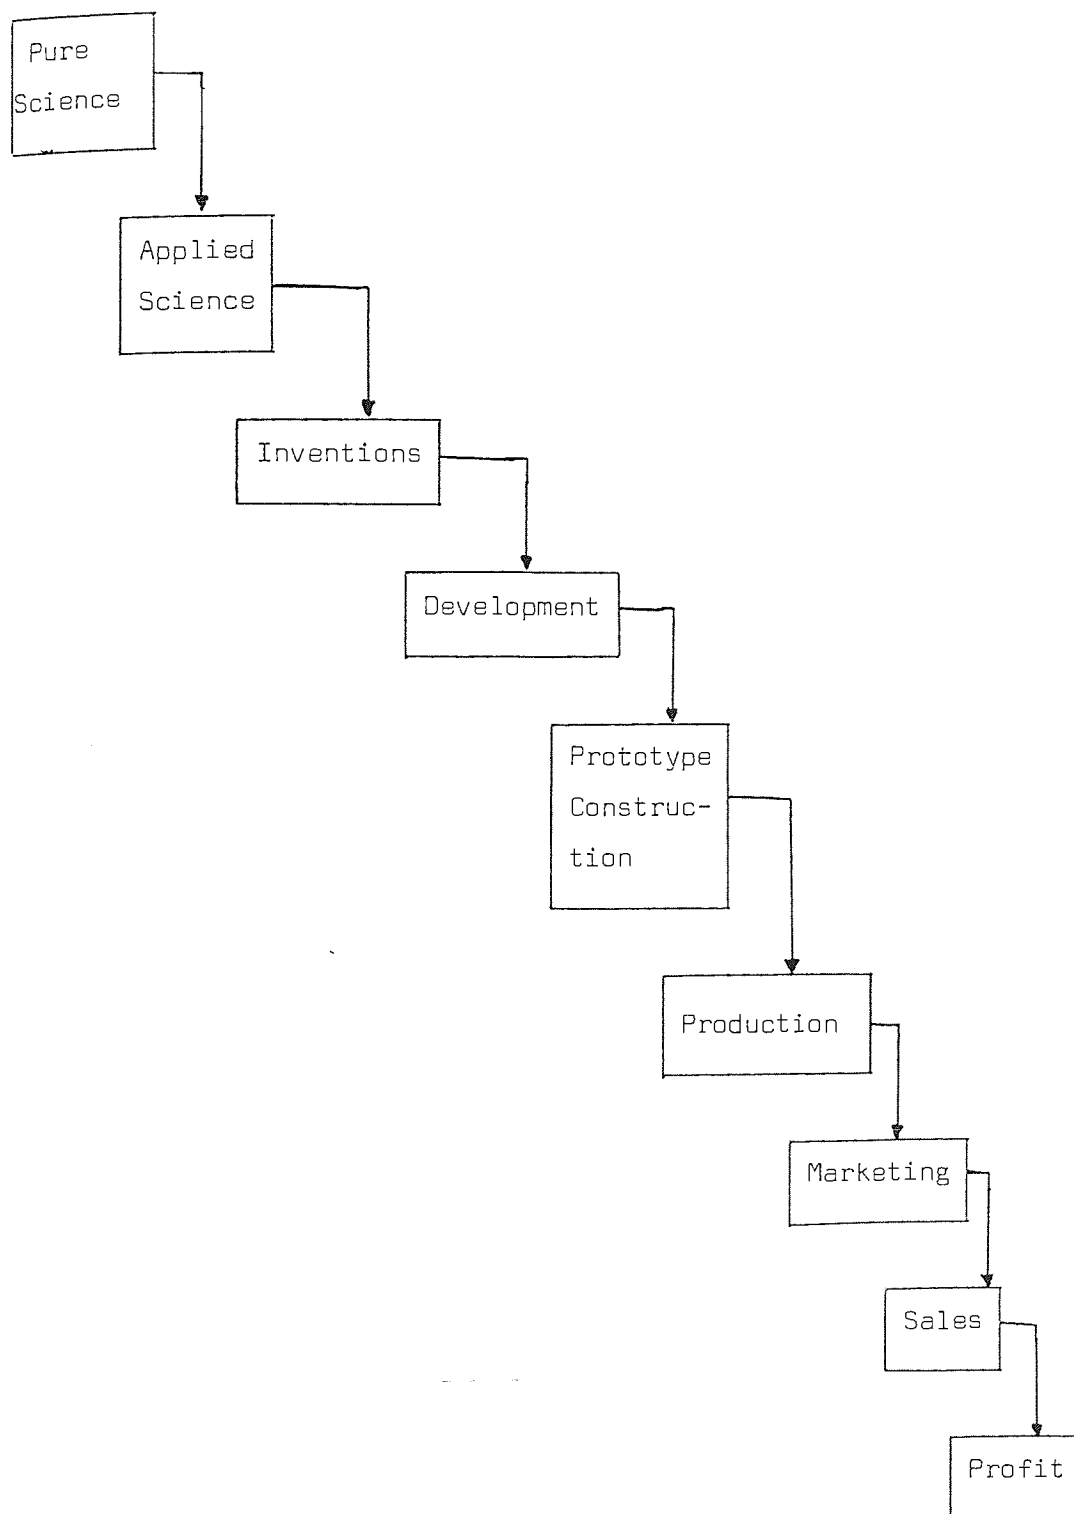 Pure
Science
Applied
Science
Inventions
Development
Prototype
Construc-
tion
Production
Marketing
Sales
Profit